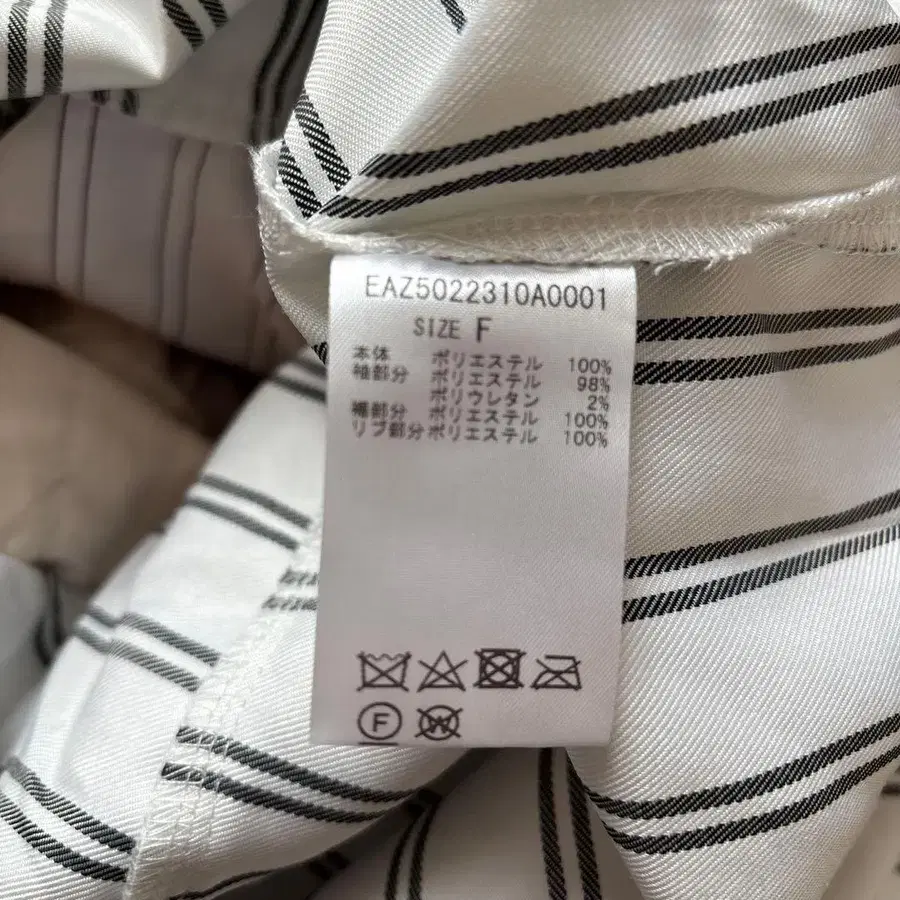 EAZ5022310A0001
SIZE F
本体 ポリエステル 100%
袖部分 ポリエステル 98%
ポリウレタン 2%
裾部分 ポリエステル 100%
リブ部分 ポリエステル 100%
F
W